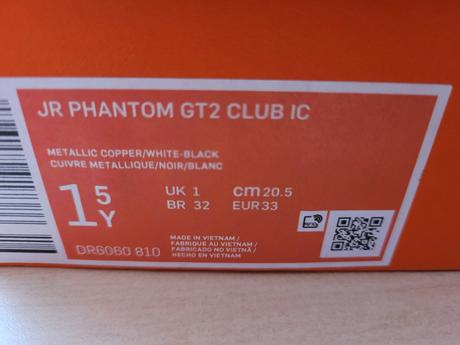 JR PHANTOM GT2 CLUB IC
METALLIC COPPER/WHITE-BLACK
CUIVRE METALLIQUE/NOIR/BLANC
1 5 Y
UK 1 cm 20.5
BR 32 EUR 33
MADE IN VIETNAM /
FABRIQUÉ AU VIETNAM /
FABRICADO NO VIETNÃ /
HECHO EN VIETNAM
DR6060 810